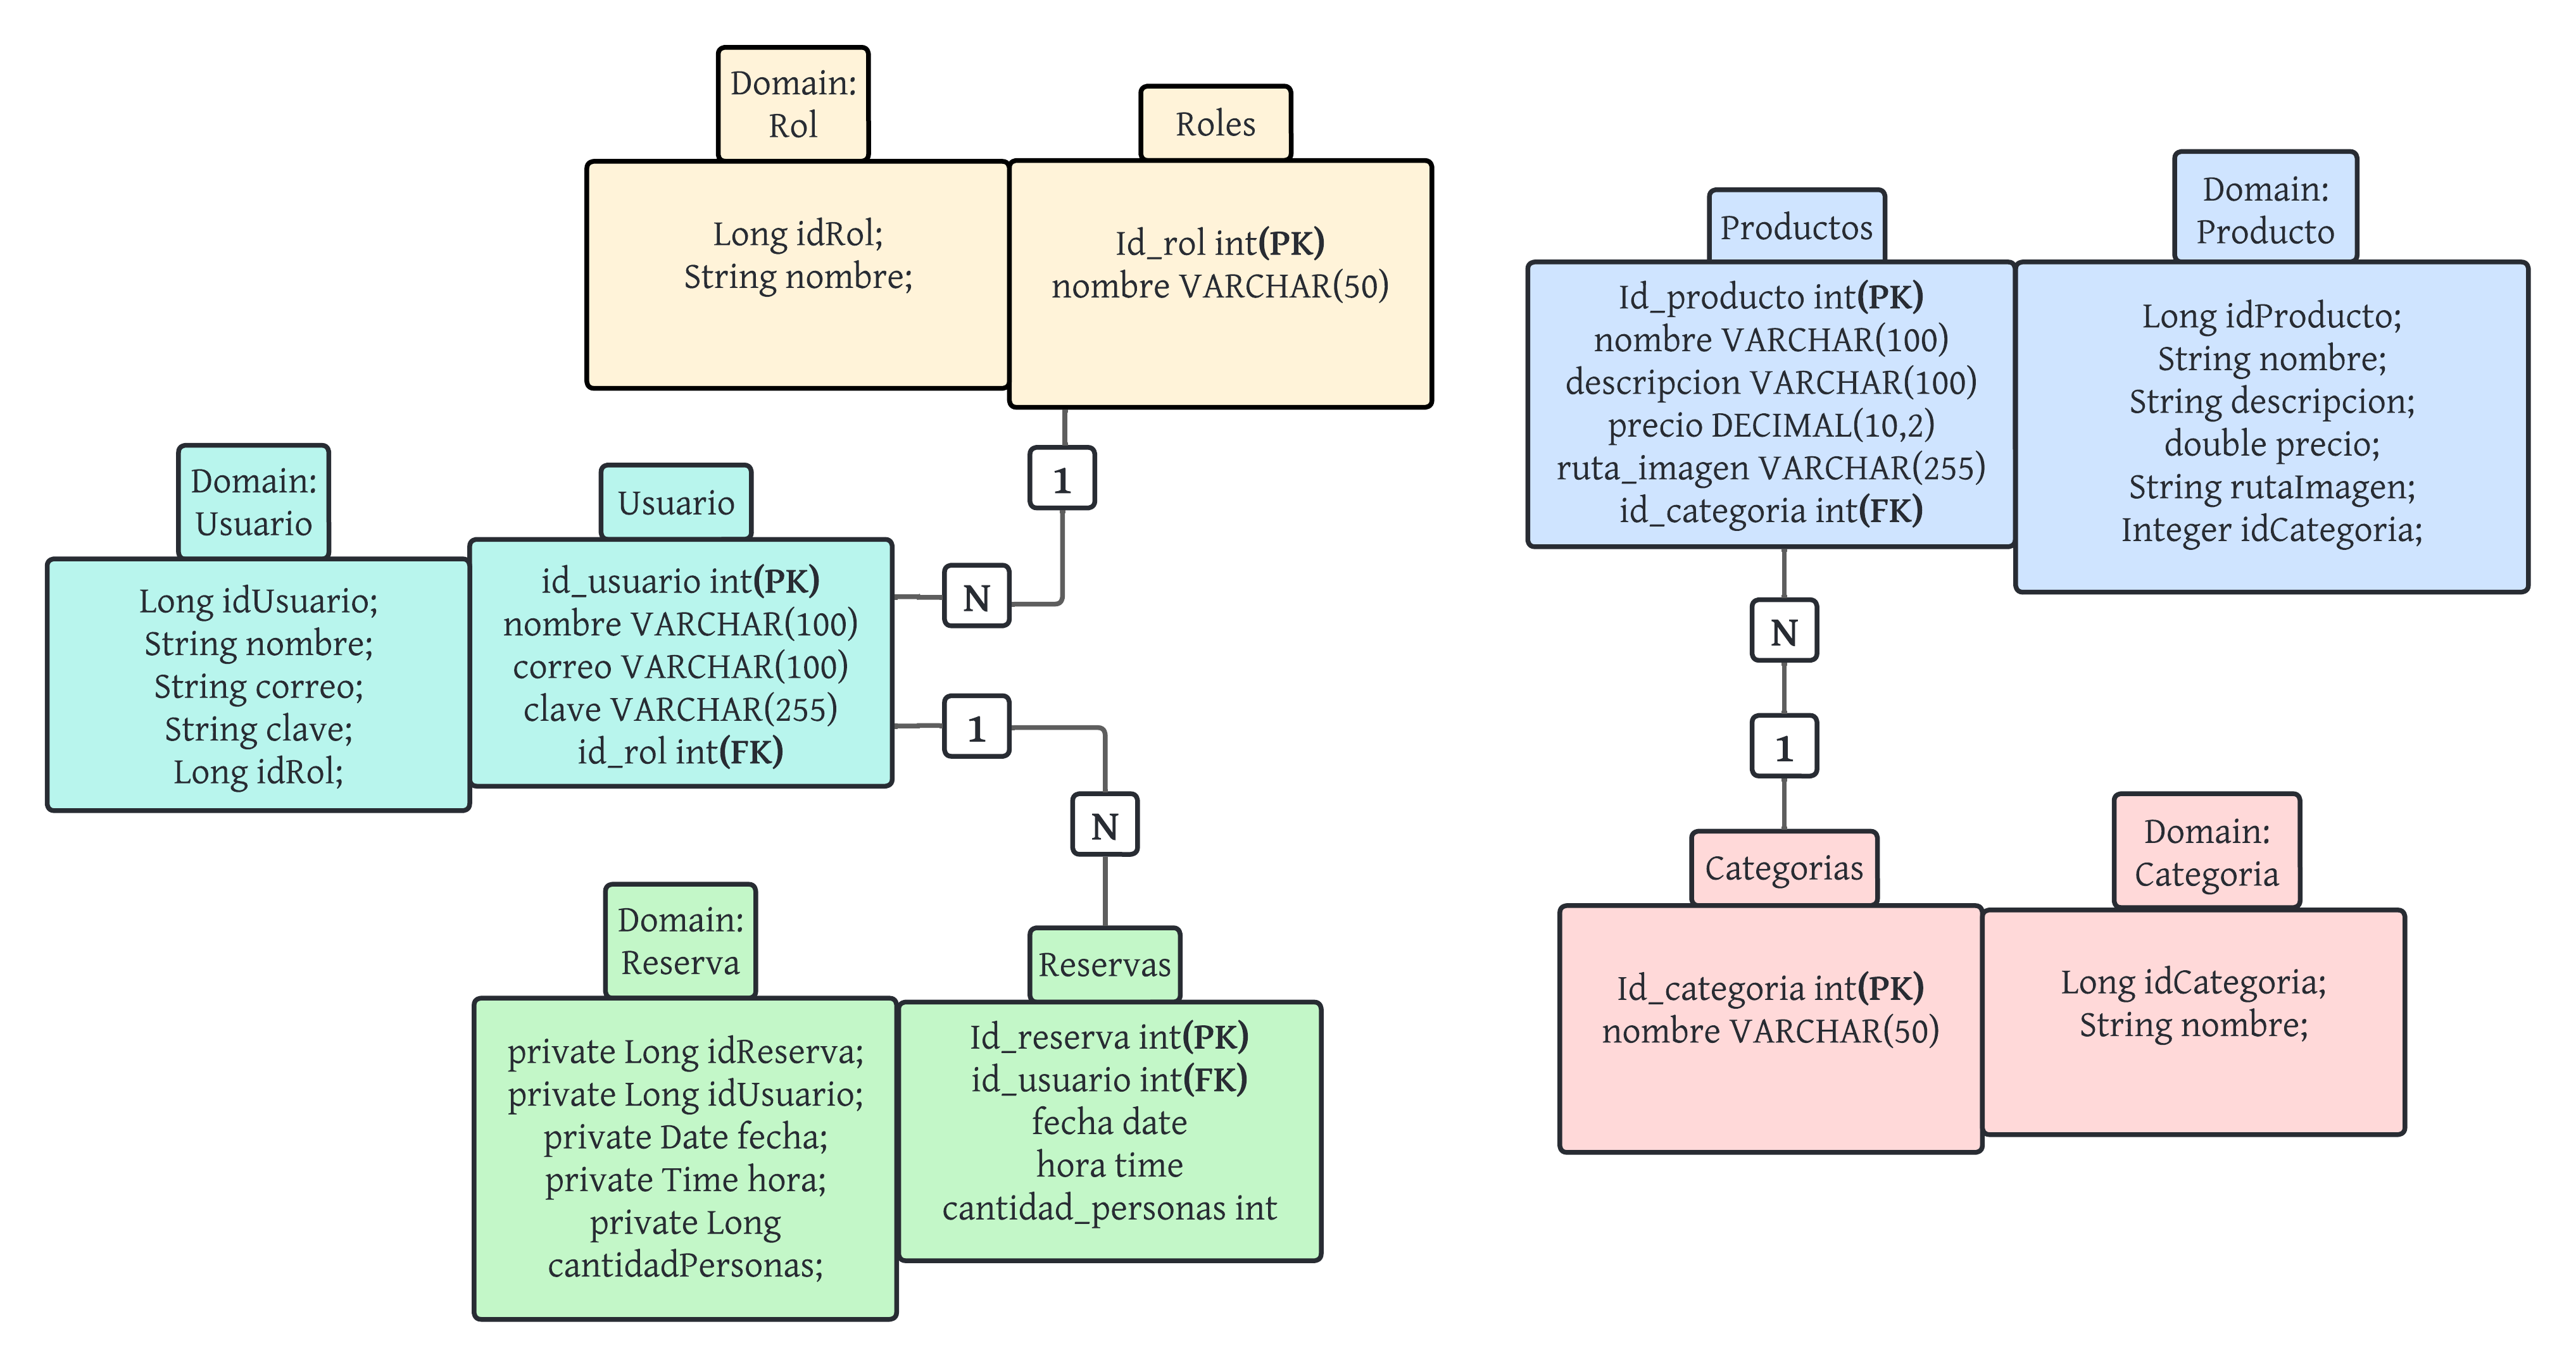 Domain:
Rol
Long idRol;
String nombre;
Roles
Id_rol int(PK)
nombre VARCHAR(50)
1
N
Domain:
Usuario
Long idUsuario;
String nombre;
String correo;
String clave;
Long idRol;
Usuario
id_usuario int(PK)
nombre VARCHAR(100)
correo VARCHAR(100)
clave VARCHAR(255)
id_rol int(FK)
1
N
Domain:
Reserva
private Long idReserva;
private Long idUsuario;
private Date fecha;
private Time hora;
private Long
cantidadPersonas;
Reservas
Id_reserva int(PK)
id_usuario int(FK)
fecha date
hora time
cantidad_personas int
Productos
Id_producto int(PK)
nombre VARCHAR(100)
descripcion VARCHAR(100)
precio DECIMAL(10,2)
ruta_imagen VARCHAR(255)
id_categoria int(FK)
Domain:
Producto
Long idProducto;
String nombre;
String descripcion;
double precio;
String rutaImagen;
Integer idCategoria;
N
1
Categorias
Id_categoria int(PK)
nombre VARCHAR(50)
Domain:
Categoria
Long idCategoria;
String nombre;